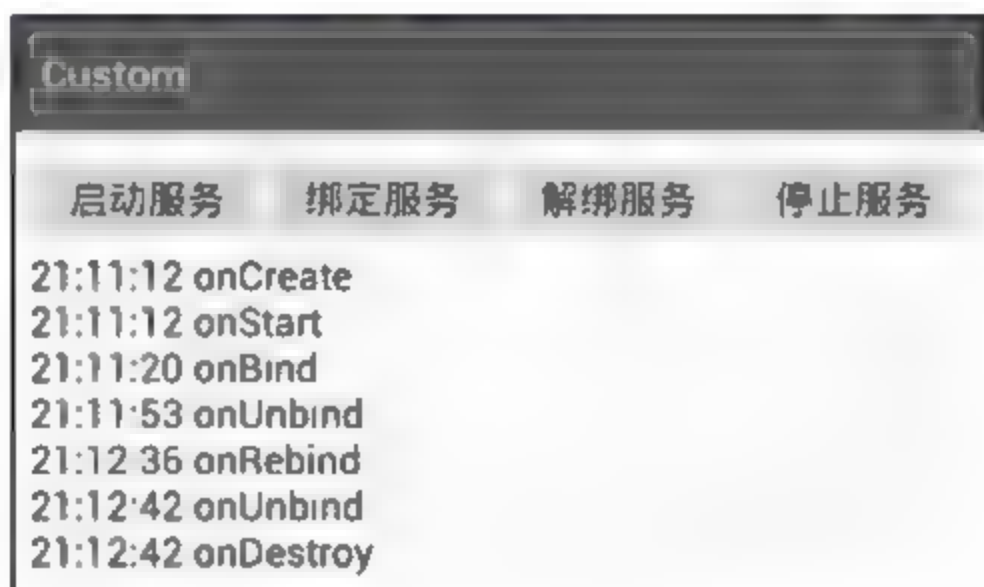 Custom
启动服务 绑定服务 解绑服务 停止服务
21:11:12 onCreate
21:11:12 onStart
21:11:20 onBind
21:11:53 onUnbind
21:12:36 onRebind
21:12:42 onUnbind
21:12:42 onDestroy